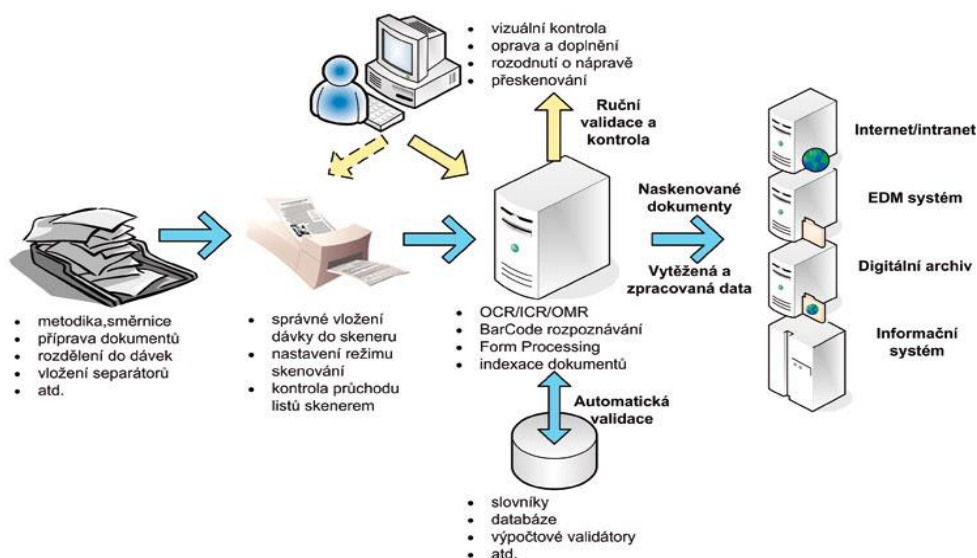 • vizuální kontrola
• oprava a doplnění
• rozodnutí o nápravě
• přeskenování
Ruční
validace a
kontrola
Internet/intranet
Naskenované
dokumenty
EDM systém
Vytěžená a
zpracovaná data
Digitální archiv
Informační
systém
• metodika,směrnice
• příprava dokumentů
• rozdělení do dávek
• vložení separátorů
• atd.
• správné vložení
dávky do skeneru
• nastavení režimu
skenování
• kontrola průchodu
listů skenerem
• OCR/ICR/OMR
• BarCode rozpoznávání
• Form Processing
• indexace dokumentů
Automatická
validace
• slovníky
• databáze
• výpočtové validátory
• atd.